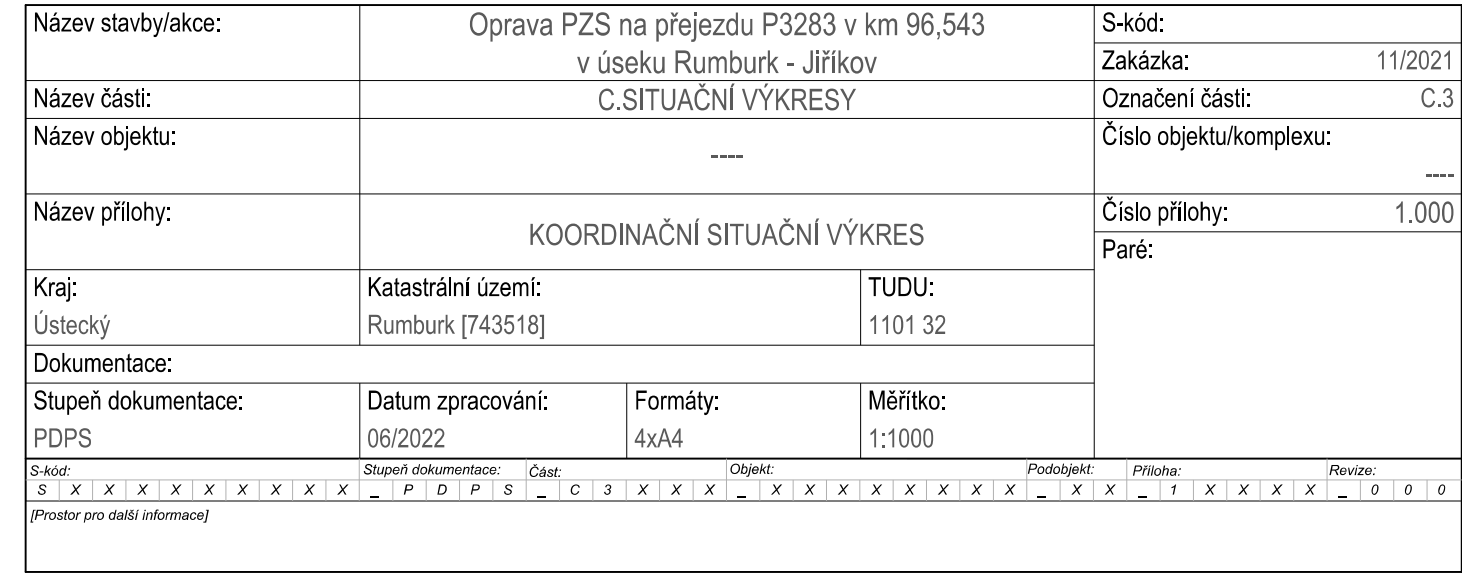 Název stavby/akce: Oprava PZS na přejezdu P3283 v km 96,543 S-kód:
v úseku Rumburk - Jiříkov Zakázka: 11/2021
Název části: C.SITUAČNÍ VÝKRESY Označení části: C.3
Název objektu: ---- Číslo objektu/komplexu: ----
Název přílohy: KOORDINAČNÍ SITUAČNÍ VÝKRES Číslo přílohy: 1.000
Paré:
Kraj: Katastrální území: TUDU:
Ústecký Rumburk [743518] 1101 32
Dokumentace:
Stupeň dokumentace: Datum zpracování: Formáty: Měřítko:
PDPS 06/2022 4xA4 1:1000
S-kód: Stupeň dokumentace: Část: Objekt: Podobjekt: Příloha: Revize:
S X X X X X X X X X _ P D P S _ C 3 X X X _ X X X X X X X X _ X X _ 1 X X X X _ 0 0 0
[Prostor pro další informace]